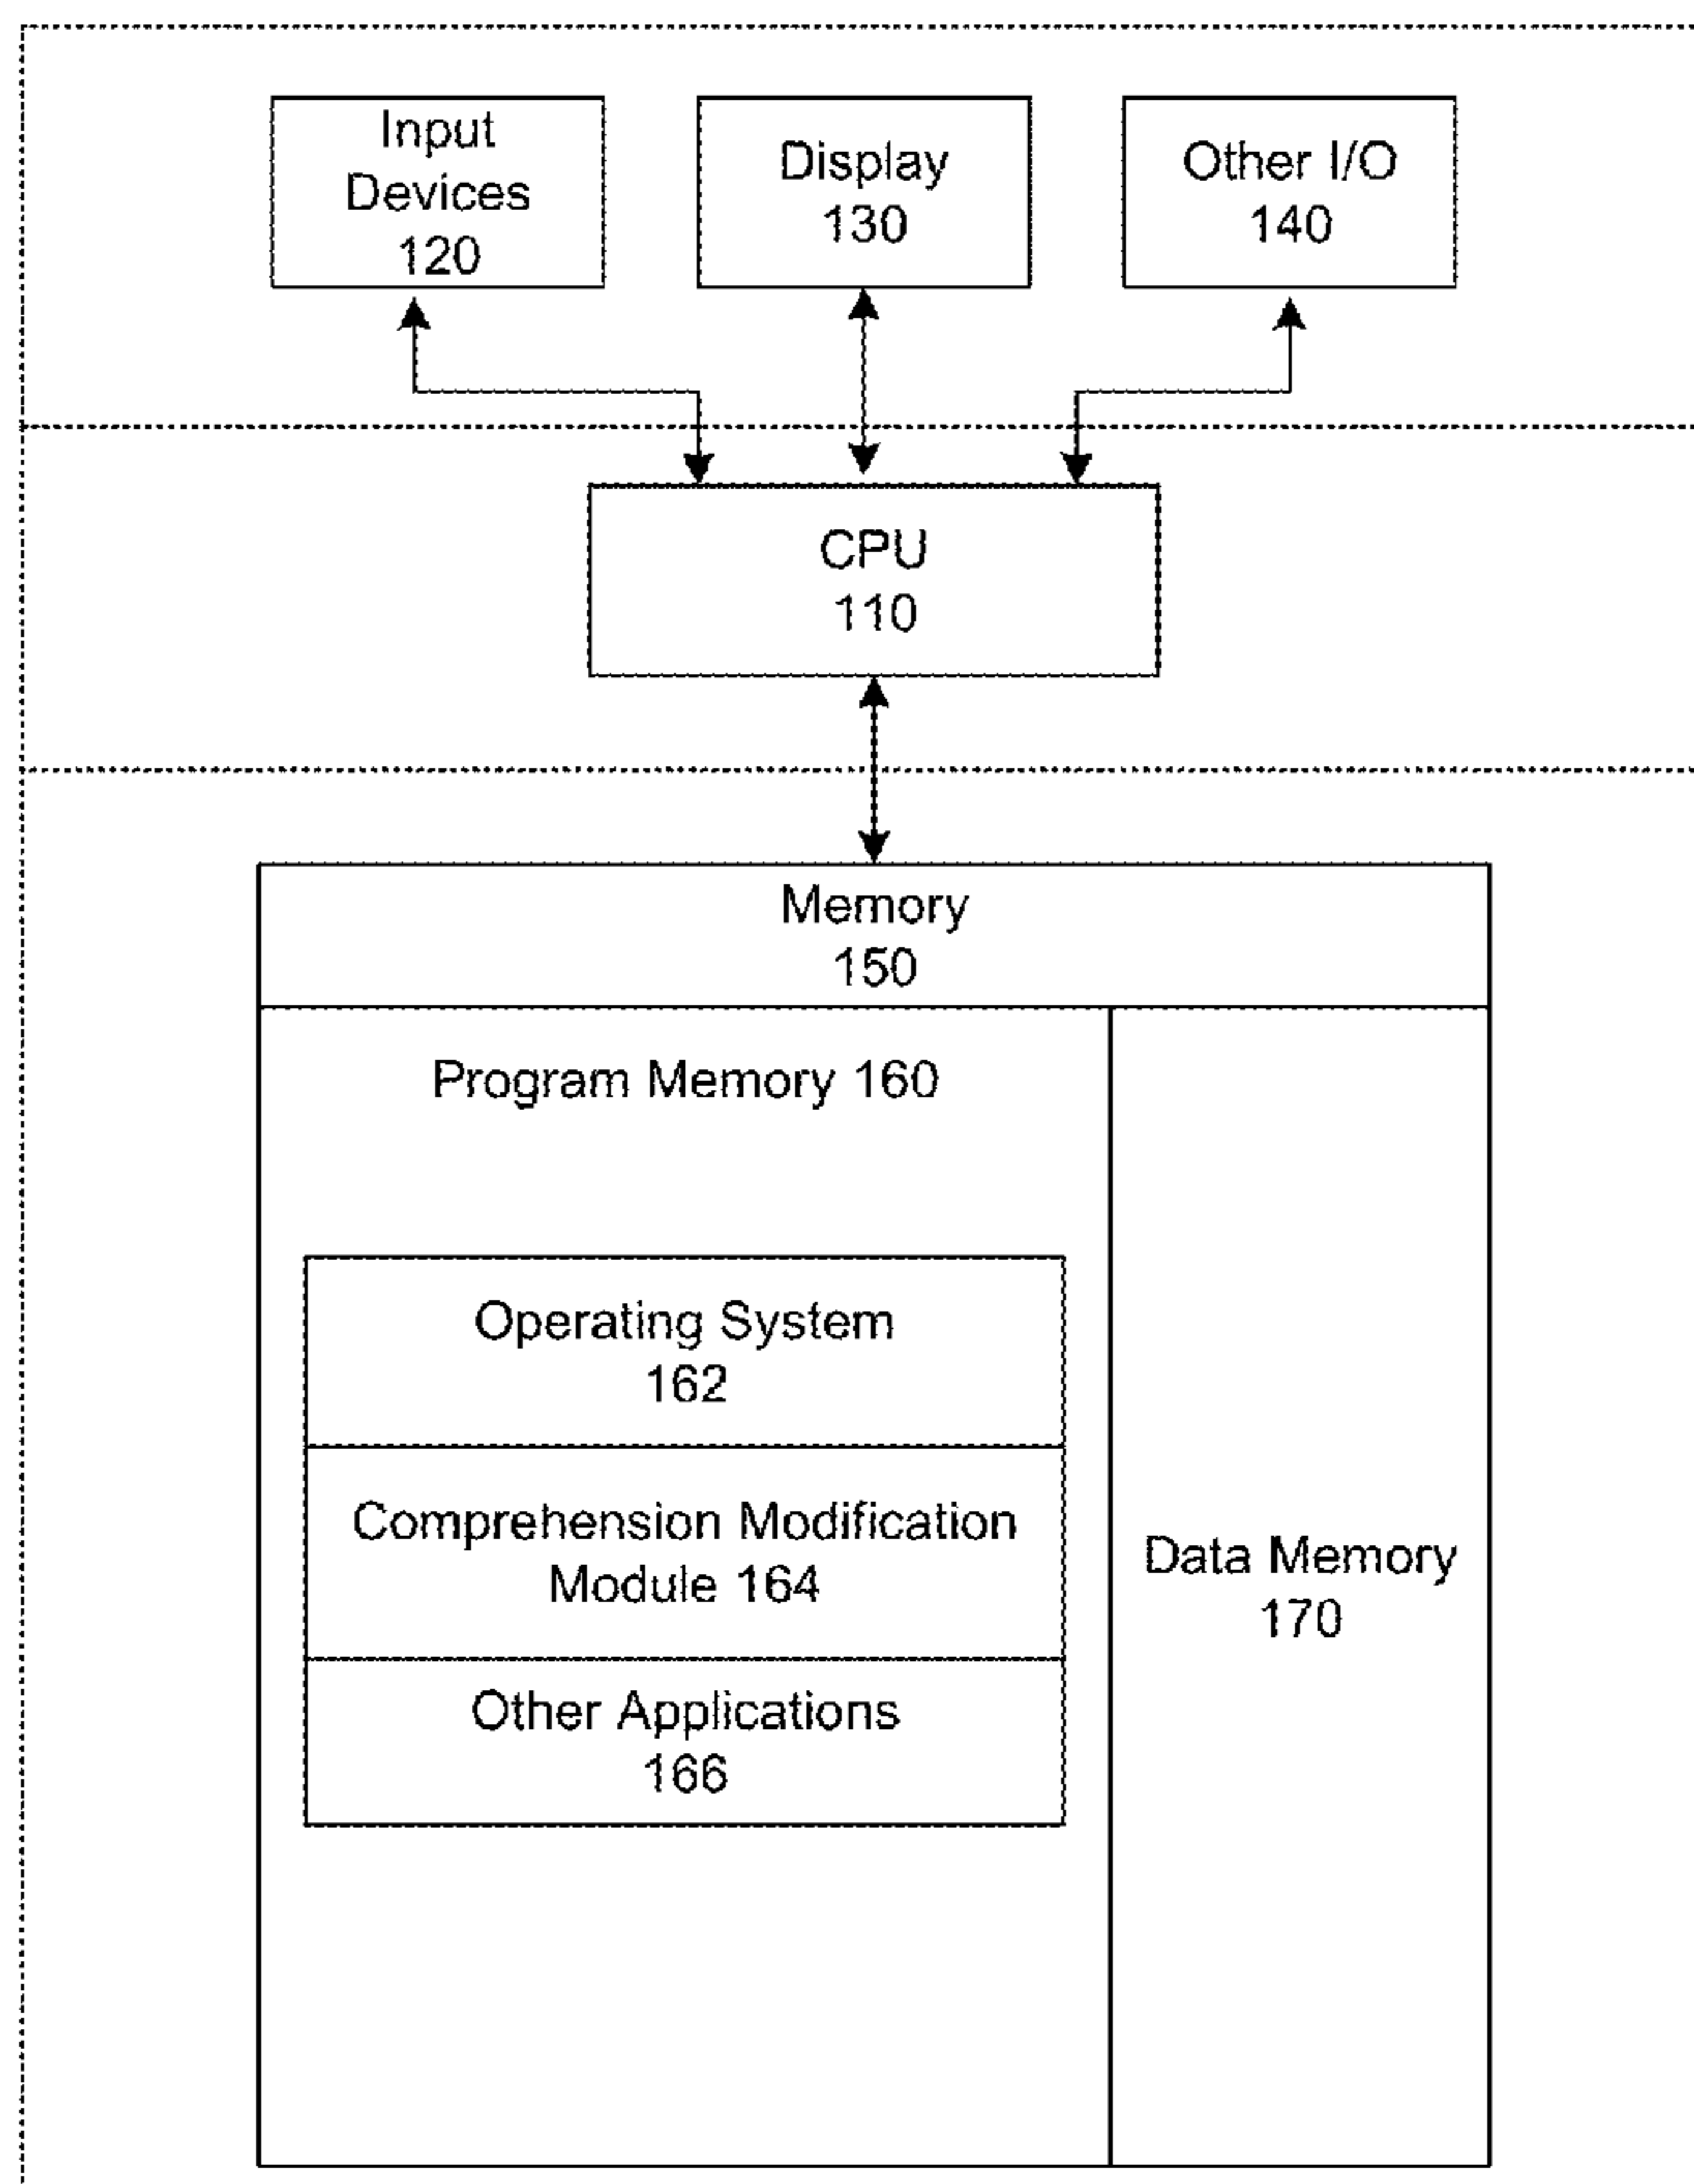 Input
Devices
120
Display
130
Other I/O
140
CPU
110
Memory
150
Program Memory 160
Operating System
162
Comprehension Modification
Module 164
Other Applications
166
Data Memory
170